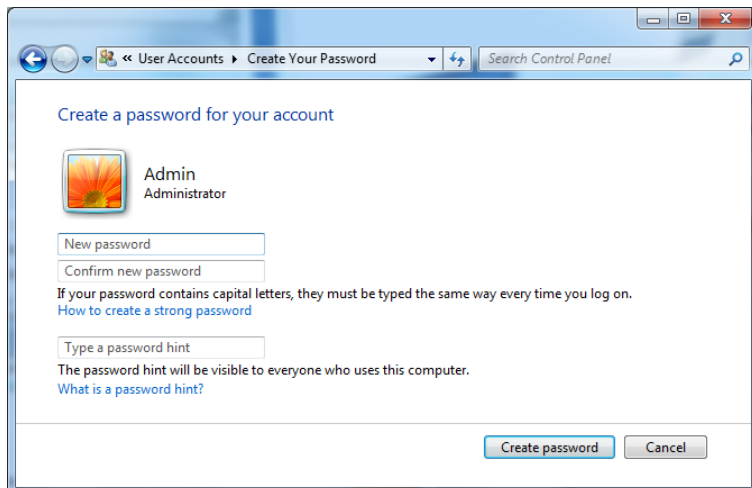 « User Accounts ▸ Create Your Password
Search Control Panel
Create a password for your account
Admin
Administrator
New password
Confirm new password
If your password contains capital letters, they must be typed the same way every time you log on.
How to create a strong password
Type a password hint
The password hint will be visible to everyone who uses this computer.
What is a password hint?
Create password Cancel